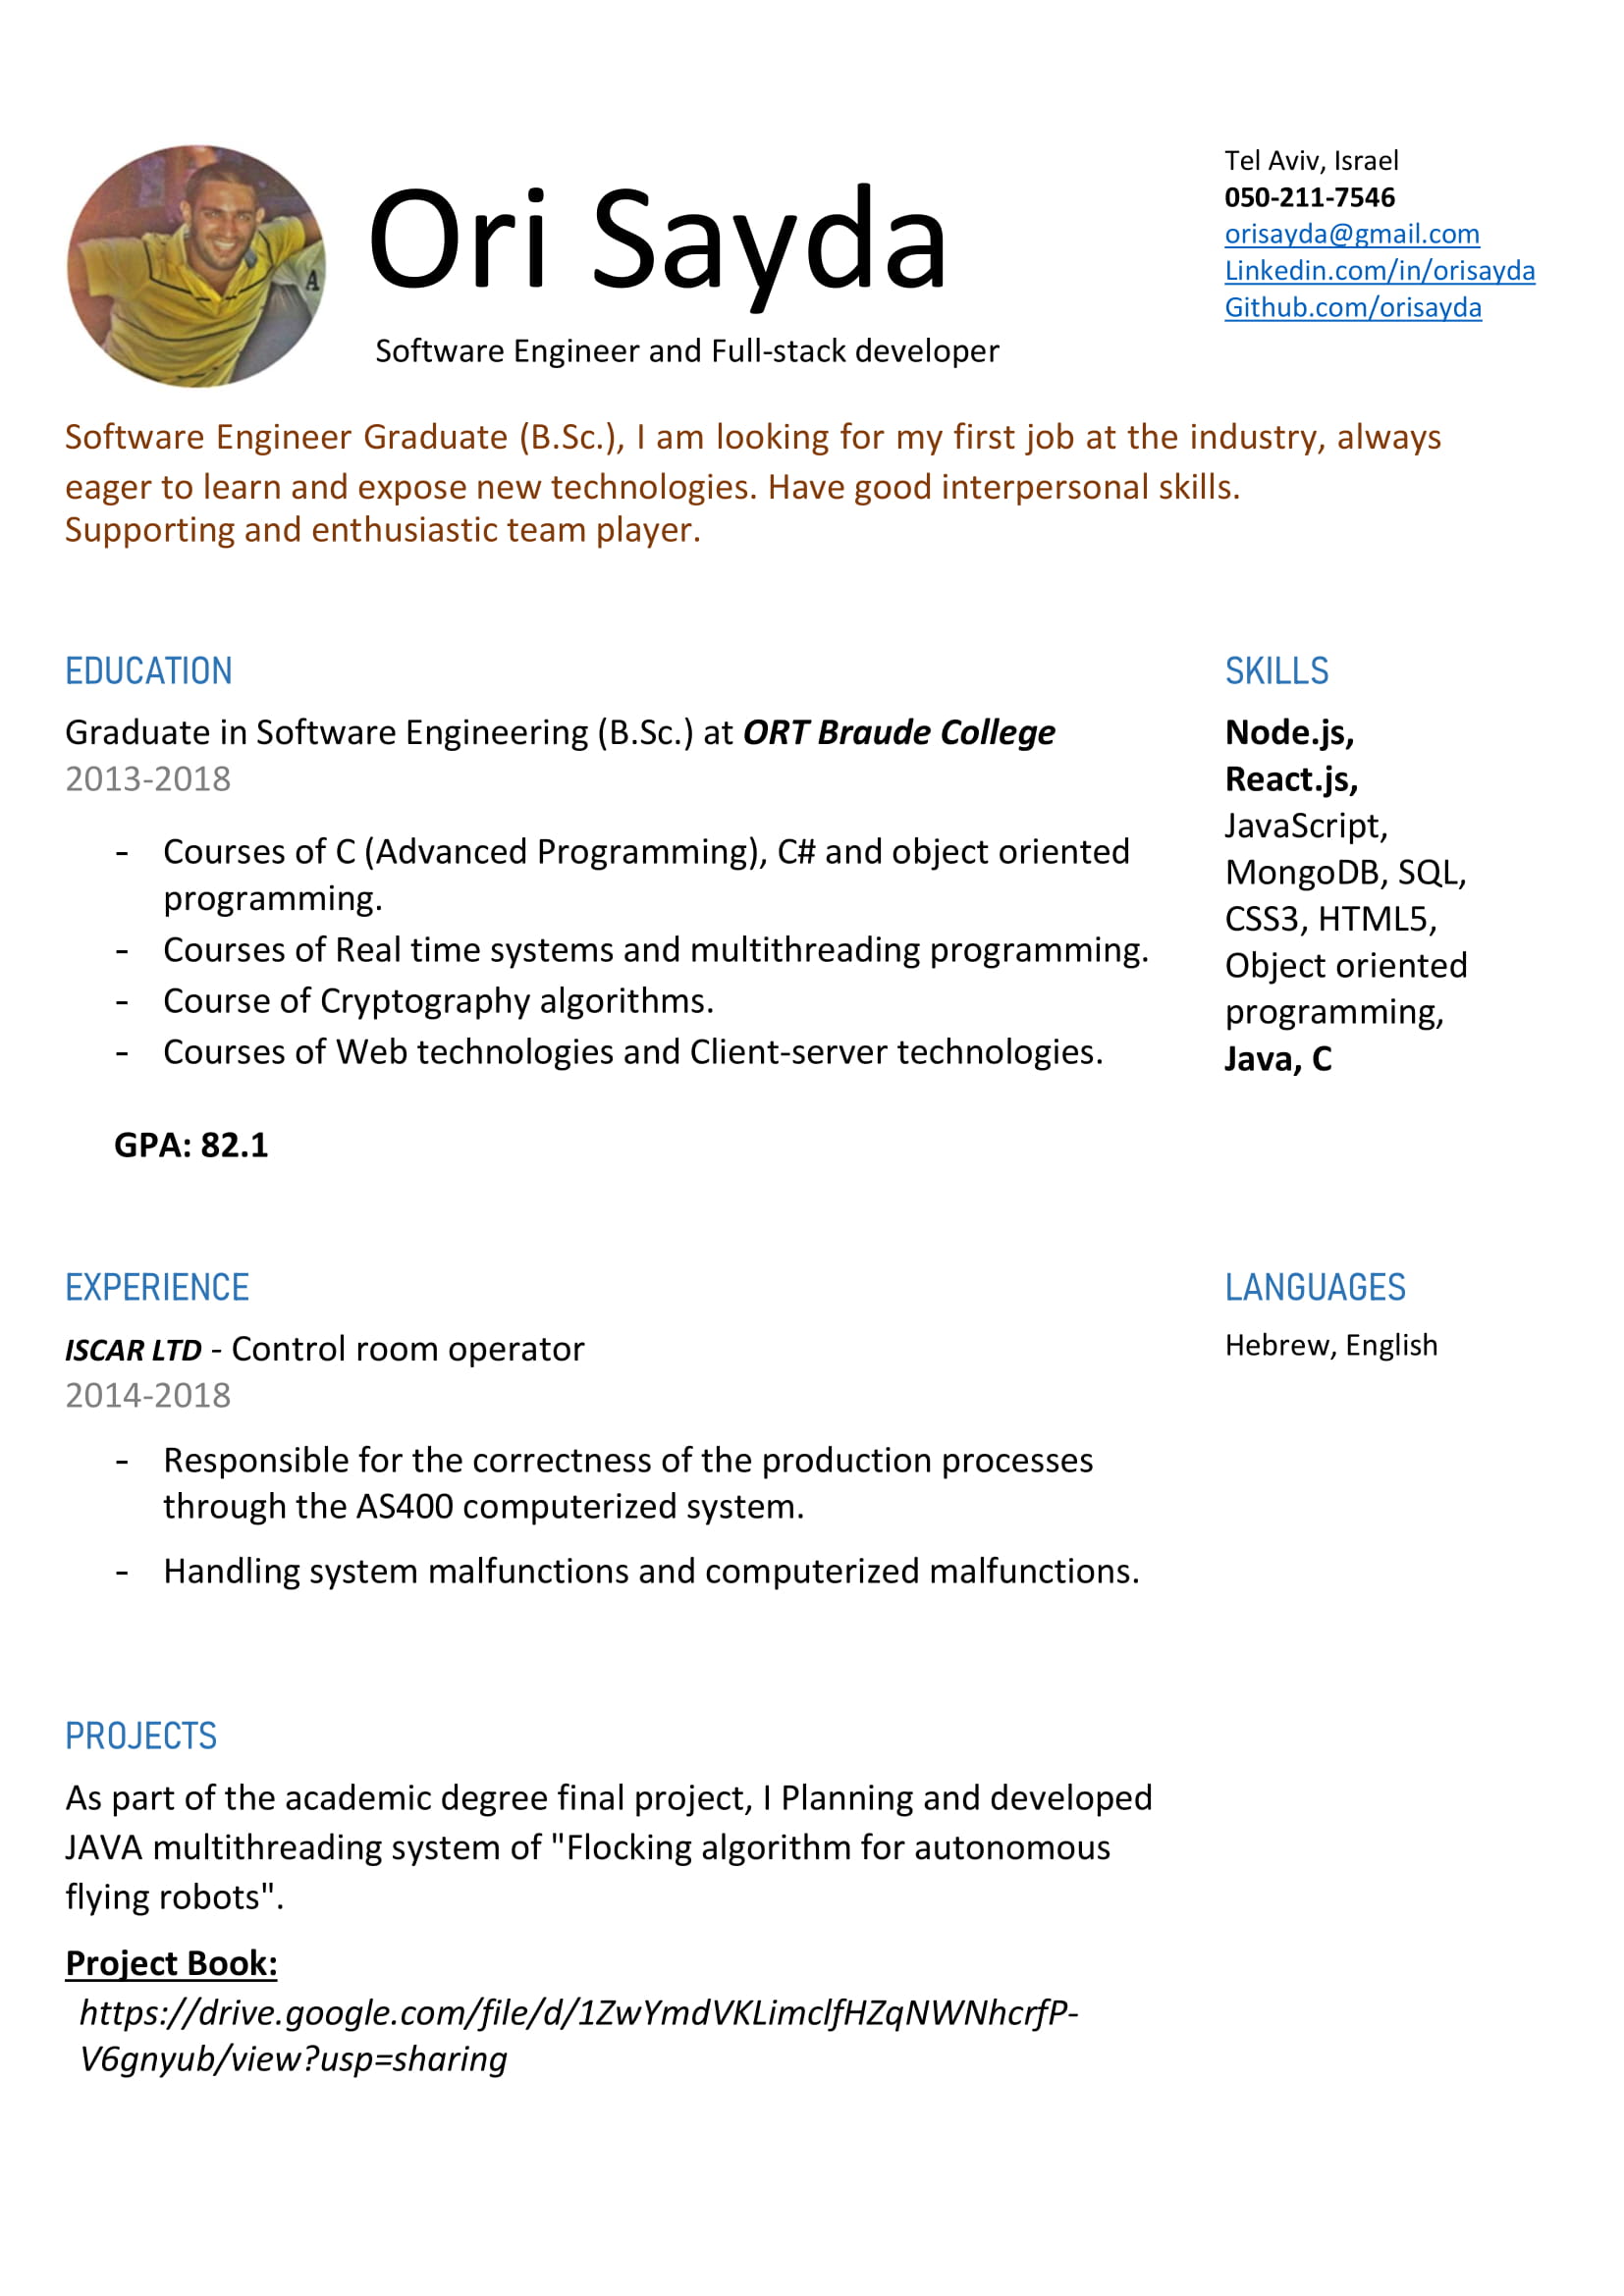 Ori Sayda
Software Engineer and Full-stack developer
Tel Aviv, Israel
050-211-7546
orisayda@gmail.com
Linkedin.com/in/orisayda
Github.com/orisayda
A
Software Engineer Graduate (B.Sc.), I am looking for my first job at the industry, always
eager to learn and expose new technologies. Have good interpersonal skills.
Supporting and enthusiastic team player.
EDUCATION
Graduate in Software Engineering (B.Sc.) at ORT Braude College
2013-2018
- Courses of C (Advanced Programming), C# and object oriented
programming.
- Courses of Real time systems and multithreading programming.
- Course of Cryptography algorithms.
- Courses of Web technologies and Client-server technologies.
GPA: 82.1
SKILLS
Node.js,
React.js,
JavaScript,
MongoDB, SQL,
CSS3, HTML5,
Object oriented
programming,
Java, C
EXPERIENCE
ISCAR LTD - Control room operator
2014-2018
- Responsible for the correctness of the production processes
through the AS400 computerized system.
- Handling system malfunctions and computerized malfunctions.
LANGUAGES
Hebrew, English
PROJECTS
As part of the academic degree final project, I Planning and developed
JAVA multithreading system of "Flocking algorithm for autonomous
flying robots".
Project Book:
https://drive.google.com/file/d/1ZwYmdVKLimclfHZqNWNhcrfP-
V6gnyub/view?usp=sharing